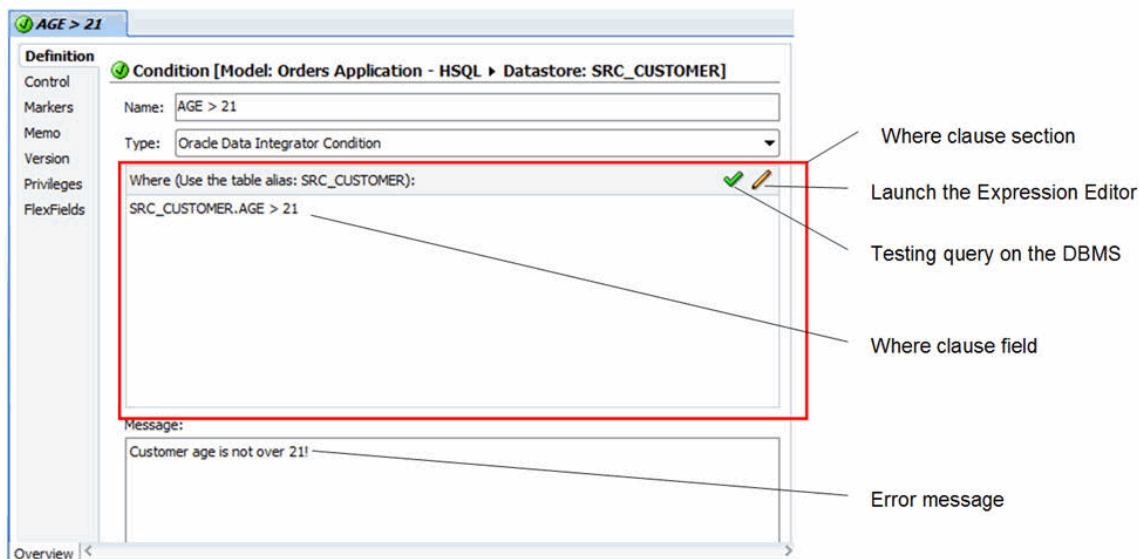 AGE > 21
Definition
Control
Markers
Memo
Version
Privileges
FlexFields
Condition [Model: Orders Application - HSQL ▸ Datastore: SRC_CUSTOMER]
Name: AGE > 21
Type: Oracle Data Integrator Condition
Where (Use the table alias: SRC_CUSTOMER):
SRC_CUSTOMER.AGE > 21
Message:
Customer age is not over 21!
Overview
Where clause section
Launch the Expression Editor
Testing query on the DBMS
Where clause field
Error message